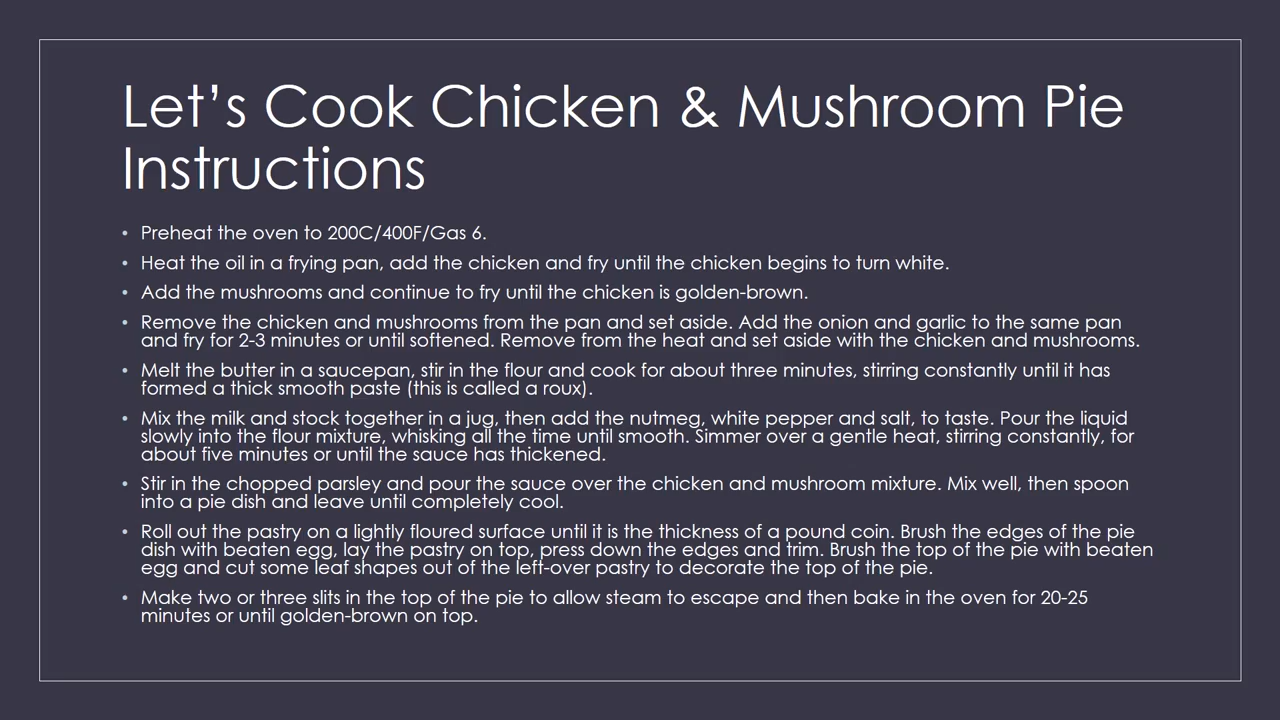 Let’s Cook Chicken & Mushroom Pie
Instructions
• Preheat the oven to 200C/400F/Gas 6.
• Heat the oil in a frying pan, add the chicken and fry until the chicken begins to turn white.
• Add the mushrooms and continue to fry until the chicken is golden-brown.
• Remove the chicken and mushrooms from the pan and set aside. Add the onion and garlic to the same pan
and fry for 2-3 minutes or until softened. Remove from the heat and set aside with the chicken and mushrooms.
• Melt the butter in a saucepan, stir in the flour and cook for about three minutes, stirring constantly until it has
formed a thick smooth paste (this is called a roux).
• Mix the milk and stock together in a jug, then add the nutmeg, white pepper and salt, to taste. Pour the liquid
slowly into the flour mixture, whisking all the time until smooth. Simmer over a gentle heat, stirring constantly, for
about five minutes or until the sauce has thickened.
• Stir in the chopped parsley and pour the sauce over the chicken and mushroom mixture. Mix well, then spoon
into a pie dish and leave until completely cool.
• Roll out the pastry on a lightly floured surface until it is the thickness of a pound coin. Brush the edges of the pie
dish with beaten egg, lay the pastry on top, press down the edges and trim. Brush the top of the pie with beaten
egg and cut some leaf shapes out of the left-over pastry to decorate the top of the pie.
• Make two or three slits in the top of the pie to allow steam to escape and then bake in the oven for 20-25
minutes or until golden-brown on top.